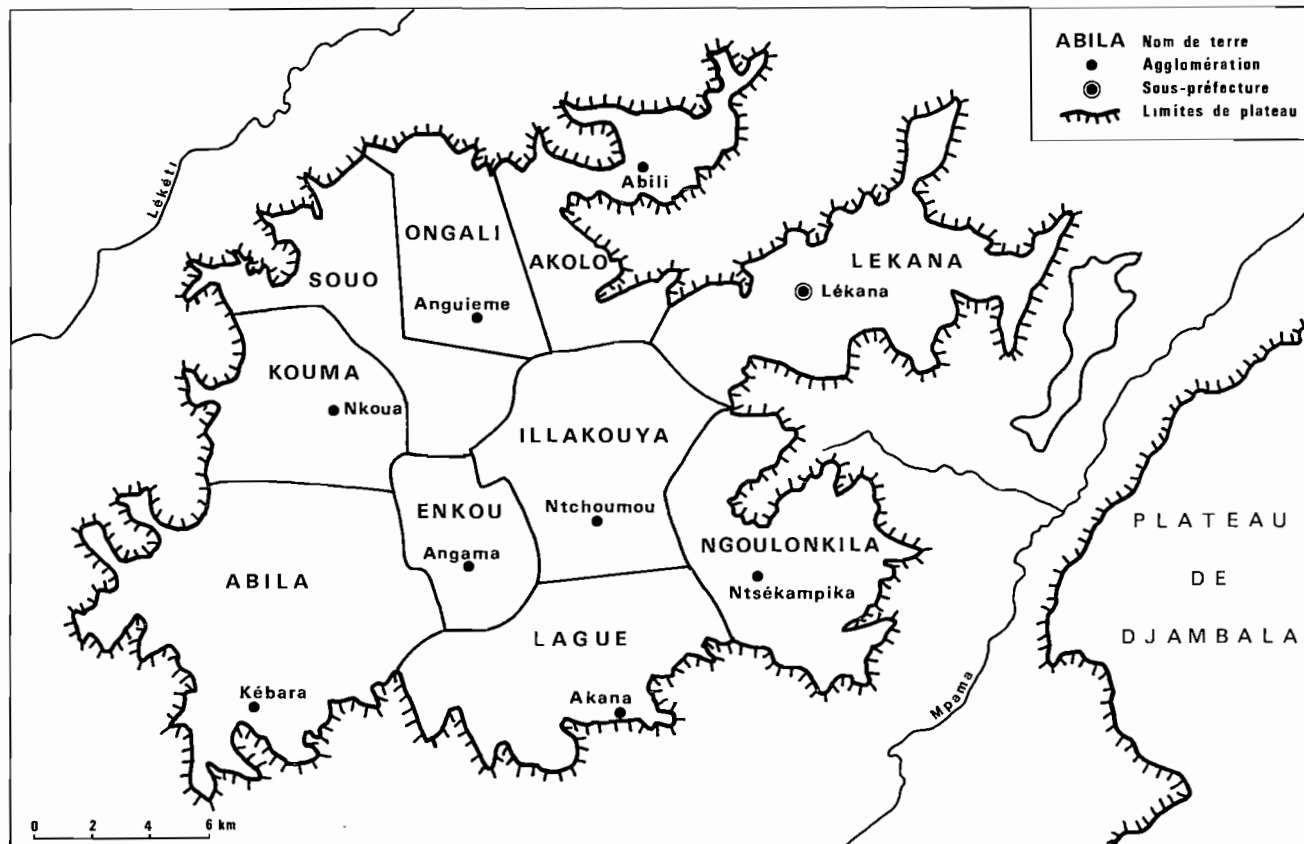 ABILA Nom de terre
Agglomération
Sous-préfecture
Limites de plateau
Lékéti
Abili
ONGALI
AKOLO
LEKANA
SOUO
Lékana
Anguieme
KOUMA
Nkoua
ILLAKOUYA
ENKOU
Ntchoumou
PLATEAU
NGOULONKILA
Angama
ABILA
DE
Ntsékampika
LAGUE
DJAMBALA
Kébara
Akana
Mpama
0 2 4 6 km